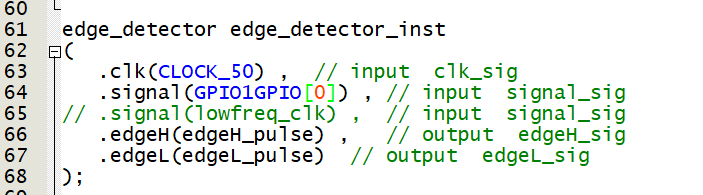 60
61 edge_detector edge_detector_inst
62 (
63 .clk(CLOCK_50) , // input clk_sig
64 .signal(GPIO1GPIO[0]) , // input signal_sig
65 // .signal(lowfreq_clk) , // input signal_sig
66 .edgeH(edgeH_pulse) , // output edgeH_sig
67 .edgeL(edgeL_pulse) // output edgeL_sig
68 );